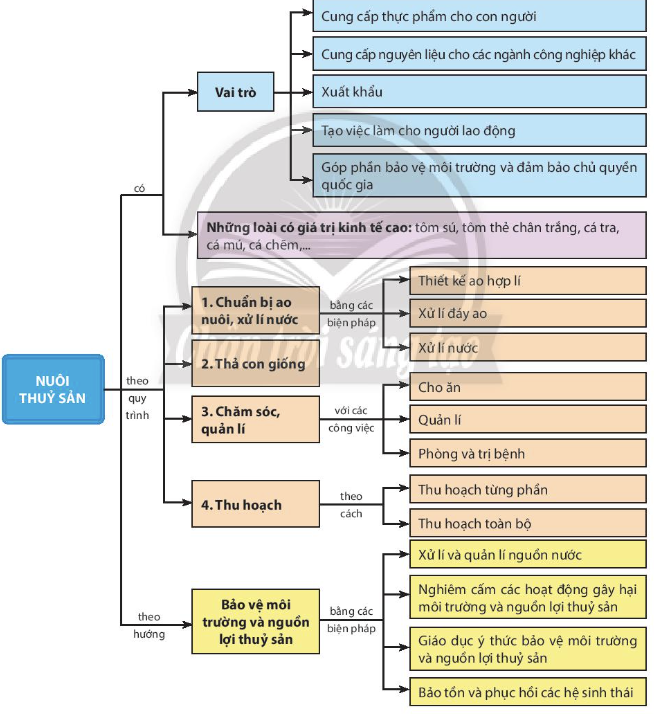 Cung cấp thực phẩm cho con người
Cung cấp nguyên liệu cho các ngành công nghiệp khác
Vai trò
Xuất khẩu
Tạo việc làm cho người lao động
Góp phần bảo vệ môi trường và đảm bảo chủ quyền
quốc gia
có
Những loài có giá trị kinh tế cao: tôm sú, tôm thẻ chân trắng, cá tra,
cá mú, cá chêm,...
1. Chuẩn bị ao
nuôi, xử lí nước
bằng các
biện pháp
Thiết kế ao hợp lí
Xử lí đáy ao
Xử lí nước
Chân trời sáng tạo
2. Thả con giống
NUÔI
THUỶ SẢN
theo
quy
trình
3. Chăm sóc,
quản lí
với các
công việc
Cho ăn
Quản lí
Phòng và trị bệnh
4. Thu hoạch
theo
cách
Thu hoạch từng phần
Thu hoạch toàn bộ
theo
hướng
Bảo vệ môi
trường và nguồn
lợi thuỷ sản
bằng các
biện pháp
Xử lí và quản lí nguồn nước
Nghiêm cấm các hoạt động gây hại
môi trường và nguồn lợi thuỷ sản
Giáo dục ý thức bảo vệ môi trường
và nguồn lợi thuỷ sản
Bảo tồn và phục hồi các hệ sinh thái